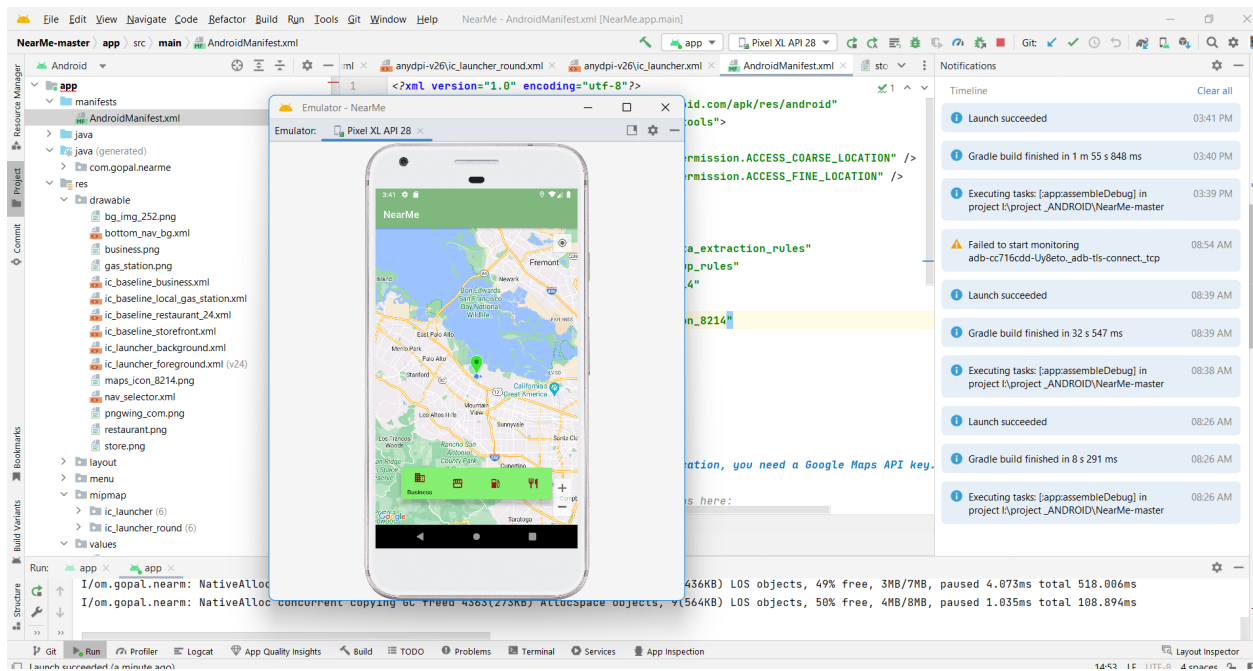 File Edit View Navigate Code Refactor Build Run Tools Git Window Help NearMe - AndroidManifest.xml [NearMe.app.main]
NearMe-master app src main AndroidManifest.xml
app Pixel XL API 28 Git:
Android
ml anydpi-v26\ic_launcher_round.xml anydpi-v26\ic_launcher.xml AndroidManifest.xml sto
Notifications
Resource Manager
Project
Commit
Bookmarks
Build Variants
Structure
app
manifests
AndroidManifest.xml
java
java (generated)
com.gopal.nearme
res
drawable
bg_img_252.png
bottom_nav_bg.xml
business.png
gas_station.png
ic_baseline_business.xml
ic_baseline_local_gas_station.xml
ic_baseline_restaurant_24.xml
ic_baseline_storefront.xml
ic_launcher_background.xml
ic_launcher_foreground.xml (v24)
maps_icon_8214.png
nav_selector.xml
pngwing_com.png
restaurant.png
store.png
layout
menu
mipmap
ic_launcher (6)
ic_launcher_round (6)
values
1 <?xml version="1.0" encoding="utf-8"?>
1
id.com/apk/res/android"
ools">
ermission.ACCESS_COARSE_LOCATION" />
ermission.ACCESS_FINE_LOCATION" />
ta_extraction_rules"
up_rules"
4"
on_8214"
cation, you need a Google Maps API key.
s here:
Emulator - NearMe
Emulator: Pixel XL API 28
3:41
NearMe
Fremont
Newark
Don Edwards
San Francisco
Bay National
Wildlife
East Palo Alto
Menlo Park
Palo Alto
Stanford
California's
Great America
Mountain
View
Los Altos Hills
Sunnyvale
Santa Cla
Los Trancos
Woods
Rancho San
Antonio
County Park
Cupertino
Business
+
−
Google
Saratoga
Timeline Clear all
Launch succeeded 03:41 PM
Gradle build finished in 1 m 55 s 848 ms 03:40 PM
Executing tasks: [:app:assembleDebug] in 03:39 PM
project I:\project _ANDROID\NearMe-master
Failed to start monitoring 08:54 AM
adb-cc716cdd-Uy8eto._adb-tls-connect._tcp
Launch succeeded 08:39 AM
Gradle build finished in 32 s 547 ms 08:39 AM
Executing tasks: [:app:assembleDebug] in 08:38 AM
project I:\project _ANDROID\NearMe-master
Launch succeeded 08:26 AM
Gradle build finished in 8 s 291 ms 08:26 AM
Executing tasks: [:app:assembleDebug] in 08:26 AM
project I:\project _ANDROID\NearMe-master
Run: app app
I/om.gopal.nearm: NativeAlloc 436KB) LOS objects, 49% free, 3MB/7MB, paused 4.073ms total 518.006ms
I/om.gopal.nearm: NativeAlloc concurrent copying GC freed 4363(273KB) AllocSpace objects, 9(564KB) LOS objects, 50% free, 4MB/8MB, paused 1.035ms total 108.894ms
Git Run Profiler Logcat App Quality Insights Build TODO Problems Terminal Services App Inspection Layout Inspector
Launch succeeded (a minute ago) 14:53 LF UTF-8 4 spaces